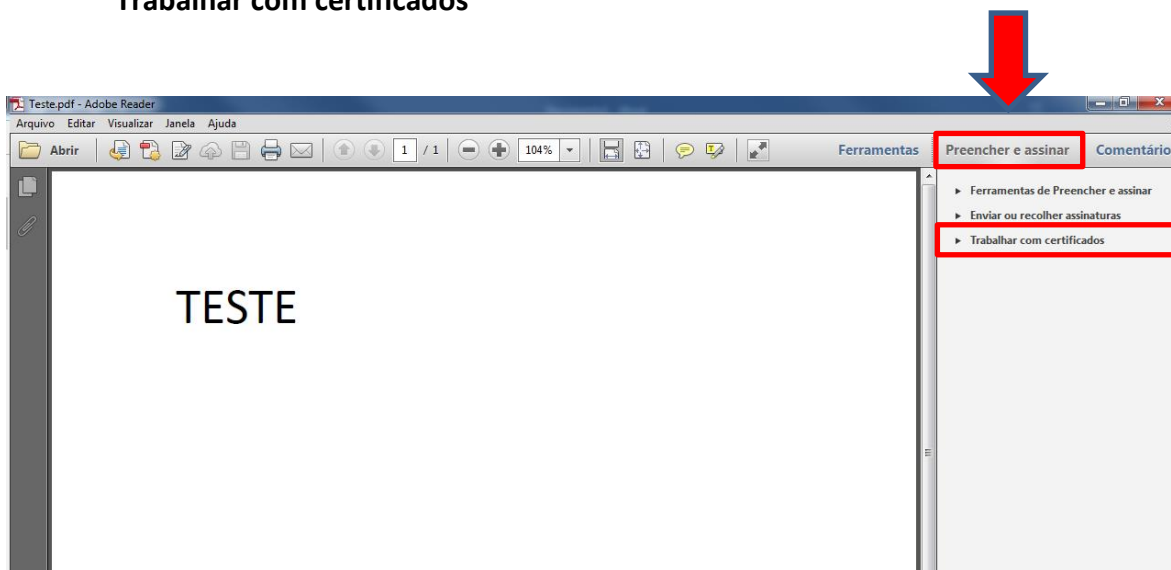 Trabalhar com certificados
Teste.pdf - Adobe Reader
Arquivo Editar Visualizar Janela Ajuda
Abrir 1 / 1 104% Ferramentas Preencher e assinar Comentário
Ferramentas de Preencher e assinar
Enviar ou recolher assinaturas
Trabalhar com certificados
TESTE